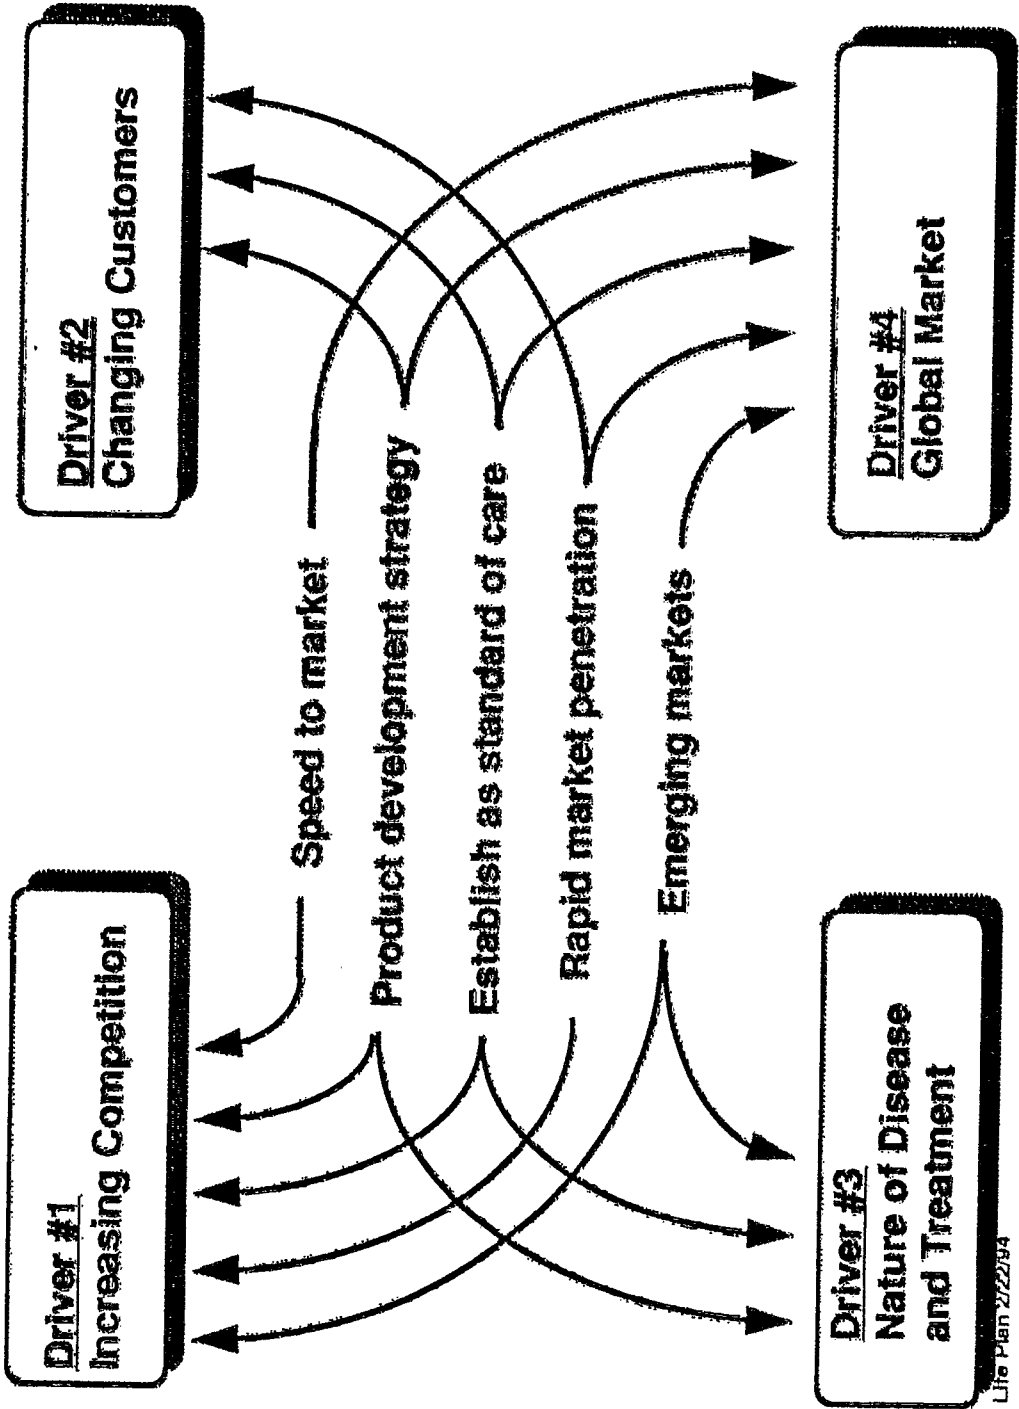 Driver #1
Increasing Competition
Driver #2
Changing Customers
Speed to market
Product development strategy
Establish as standard of care
Rapid market penetration
Emerging markets
Driver #3
Nature of Disease
and Treatment
Driver #4
Global Market
Life Plan 2/22/94